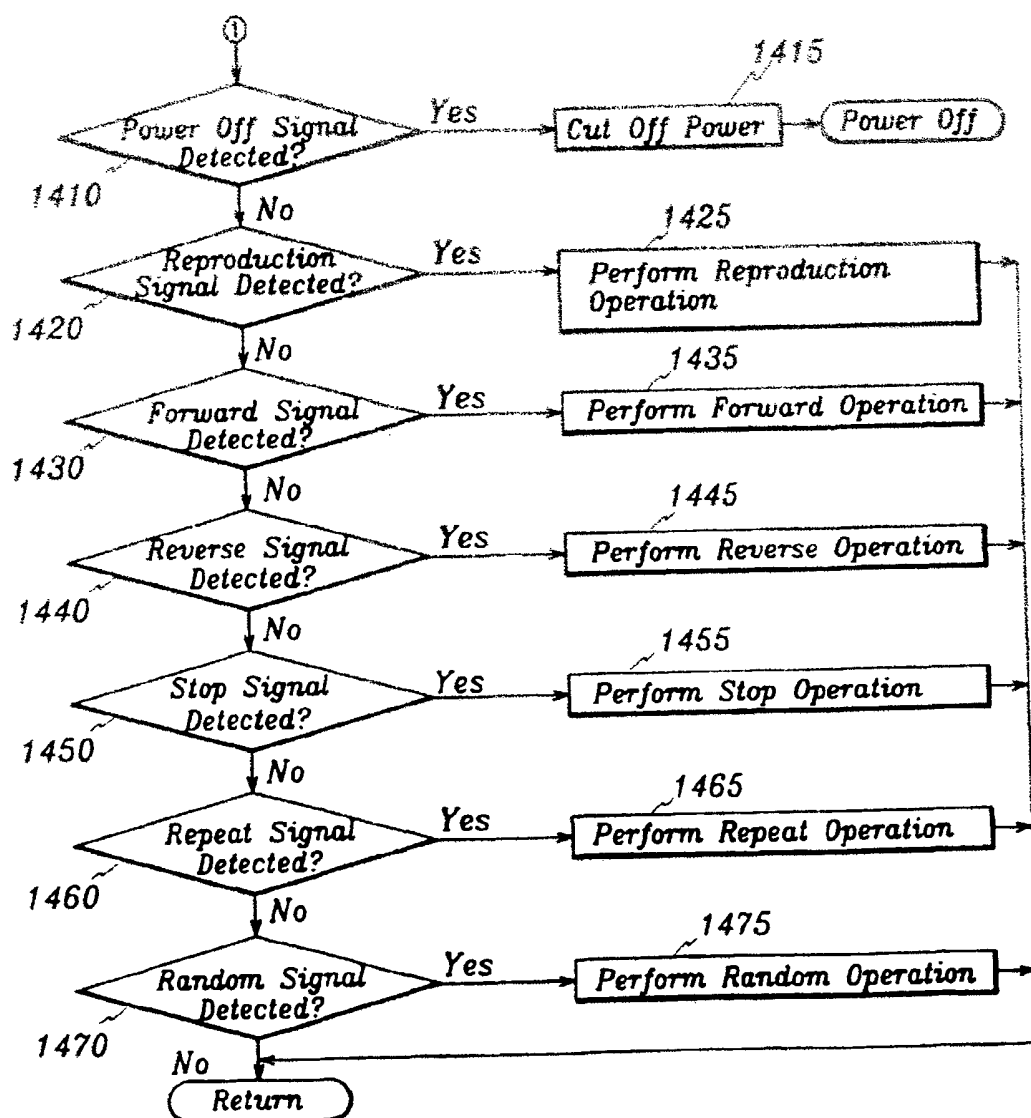 1
1415
Power Off Signal
Detected?
Yes
Cut Off Power
Power Off
1410
No
1425
Reproduction
Signal Detected?
Yes
Perform Reproduction
Operation
1420
No
1435
Forward Signal
Detected?
Yes
Perform Forward Operation
1430
No
1445
Reverse Signal
Detected?
Yes
Perform Reverse Operation
1440
No
1455
Stop Signal
Detected?
Yes
Perform Stop Operation
1450
No
1465
Repeat Signal
Detected?
Yes
Perform Repeat Operation
1460
No
1475
Random Signal
Detected?
Yes
Perform Random Operation
1470
No
Return